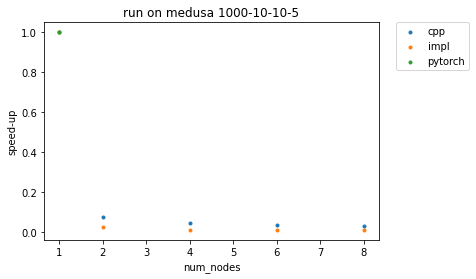 run on medusa 1000-10-10-5
cpp
impl
pytorch
speed-up
1.0
0.8
0.6
0.4
0.2
0.0
1 2 3 4 5 6 7 8
num_nodes